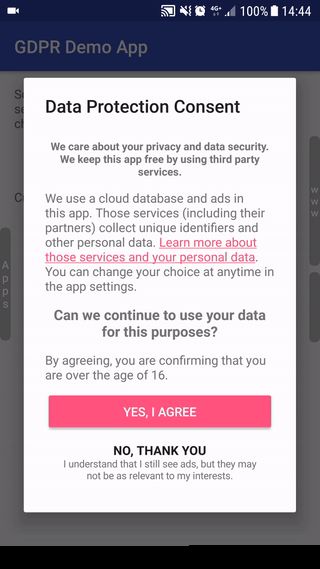 4G+ 100% 14:44
GDPR Demo App
Data Protection Consent
We care about your privacy and data security.
We keep this app free by using third party
services.
We use a cloud database and ads in
this app. Those services (including their
partners) collect unique identifiers and
other personal data. Learn more about
those services and your personal data.
You can change your choice at anytime in
the app settings.
Can we continue to use your data
for this purposes?
By agreeing, you are confirming that you
are over the age of 16.
YES, I AGREE
NO, THANK YOU
I understand that I still see ads, but they may
not be as relevant to my interests.
Apps
www